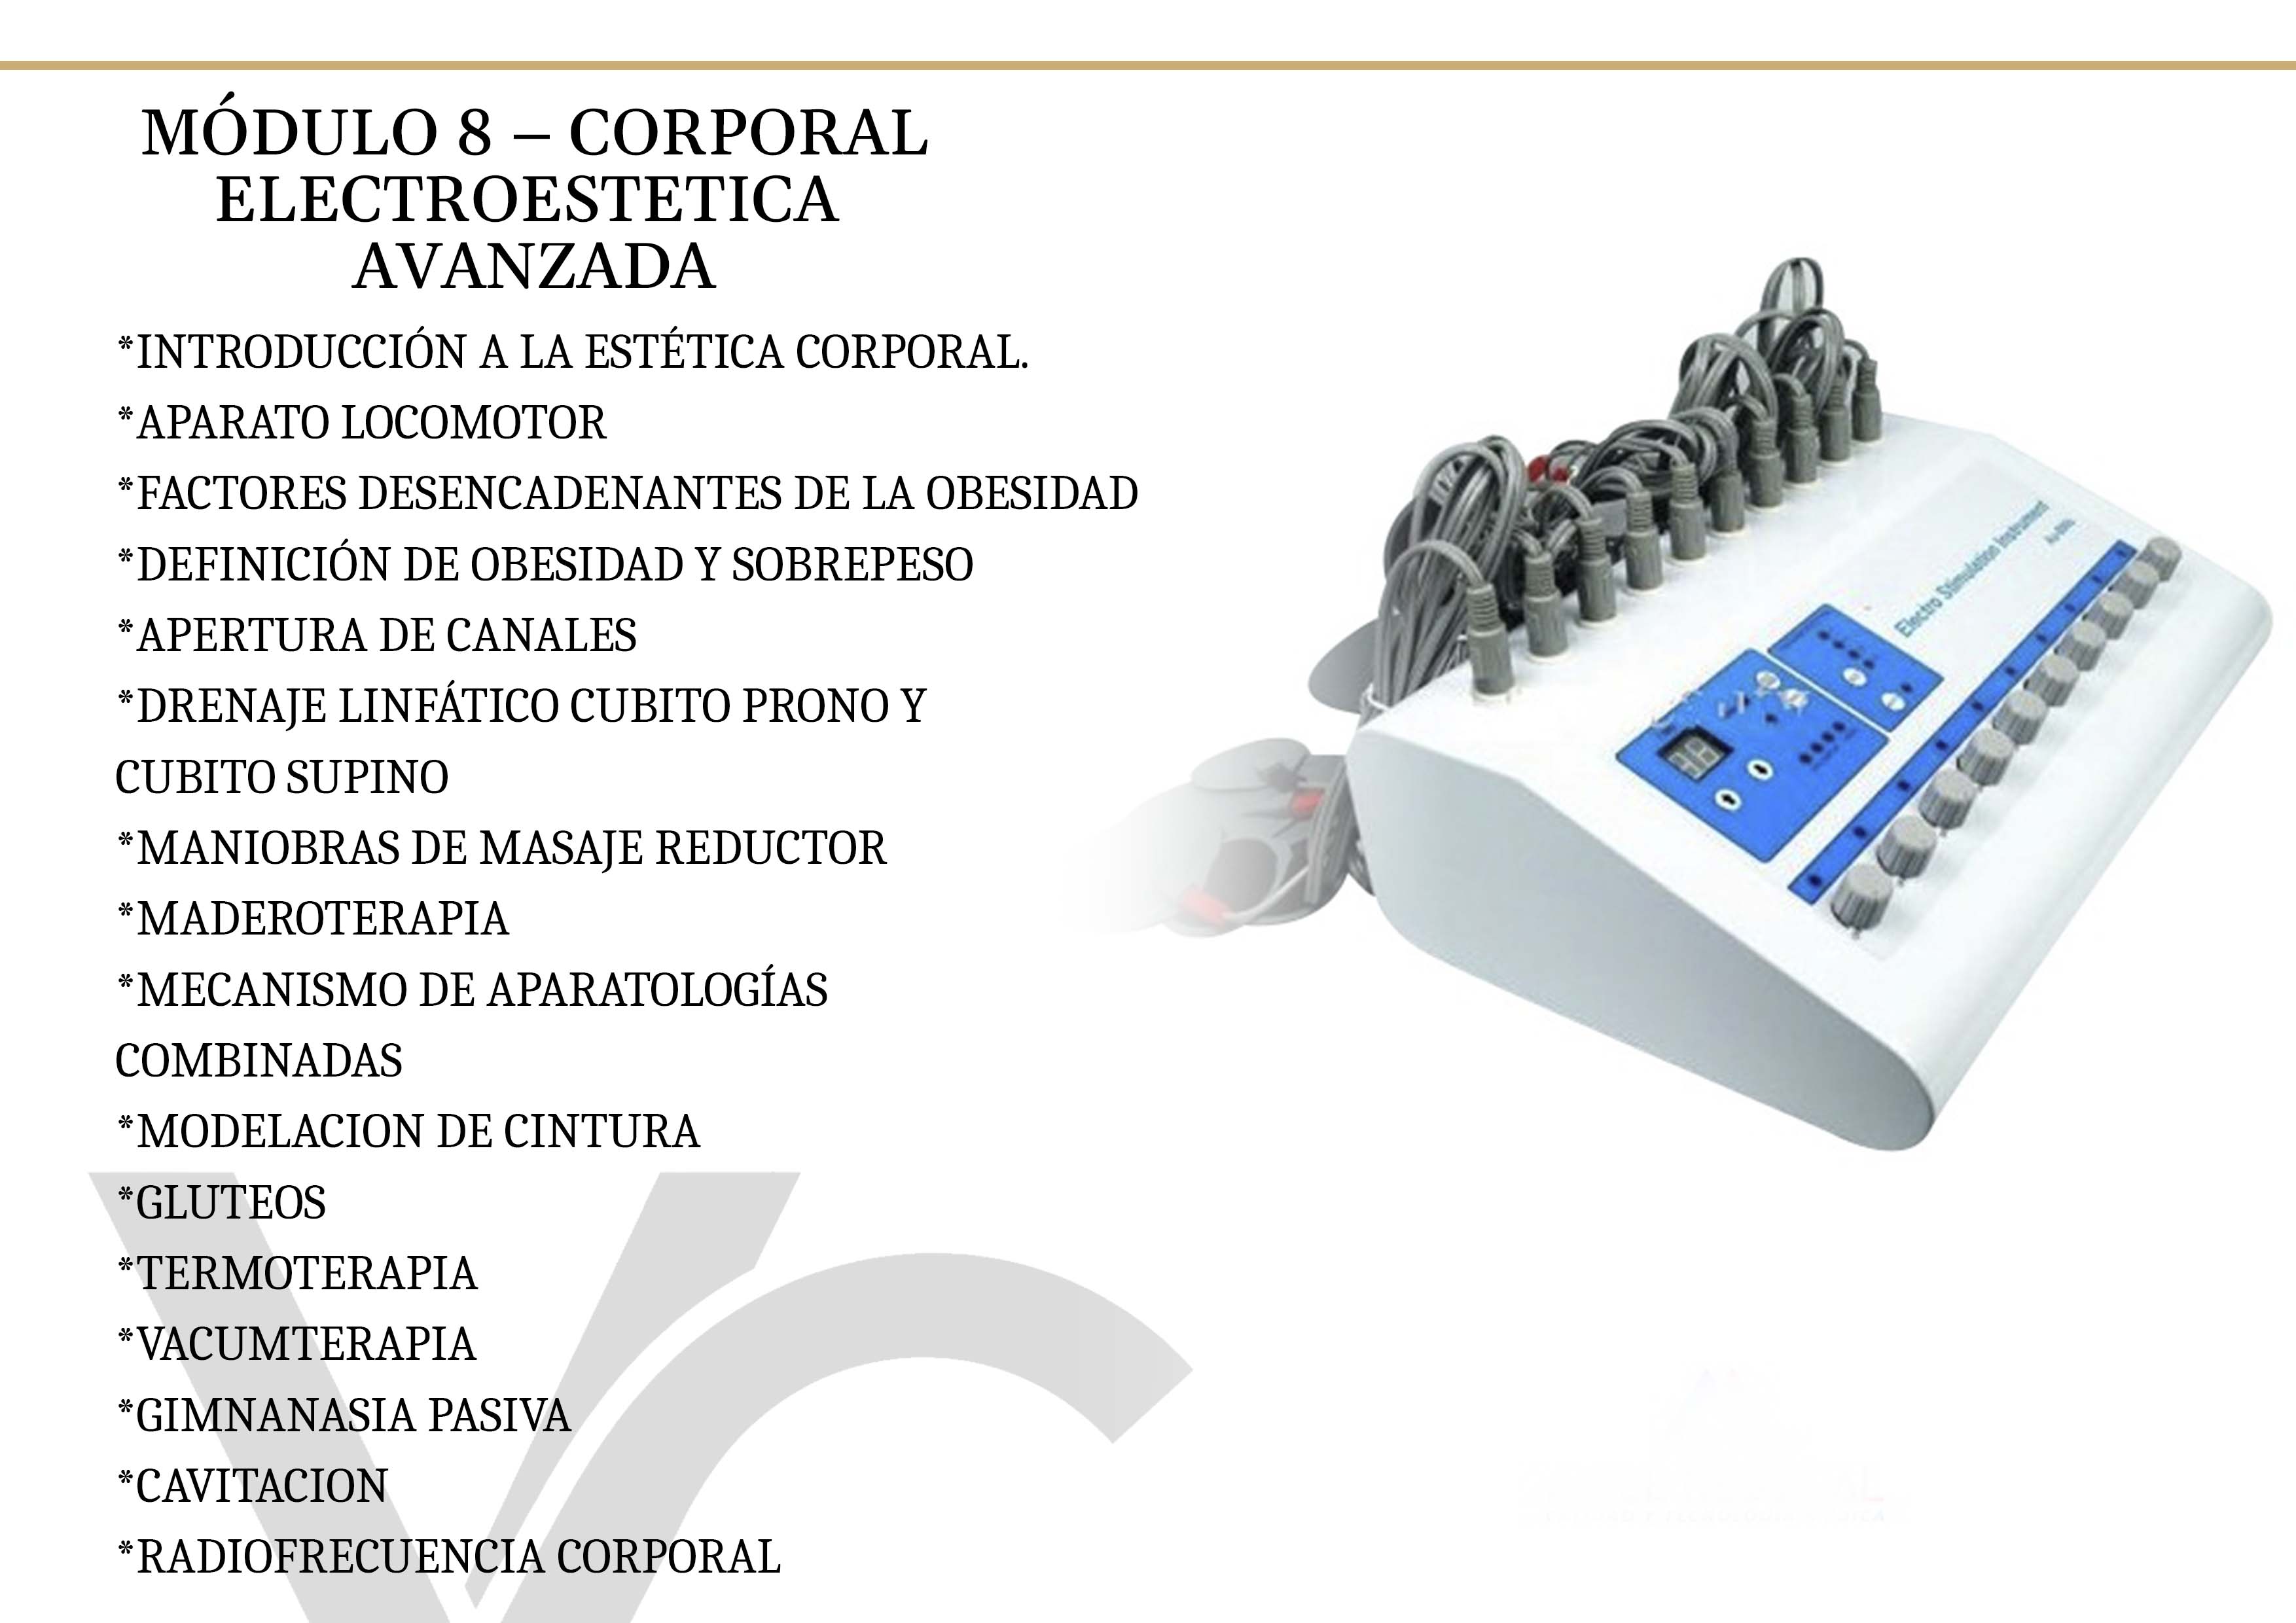 MÓDULO 8 – CORPORAL
ELECTROESTETICA
AVANZADA
*INTRODUCCIÓN A LA ESTÉTICA CORPORAL.
*APARATO LOCOMOTOR
*FACTORES DESENCADENANTES DE LA OBESIDAD
*DEFINICIÓN DE OBESIDAD Y SOBREPESO
*APERTURA DE CANALES
*DRENAJE LINFÁTICO CUBITO PRONO Y
CUBITO SUPINO
*MANIOBRAS DE MASAJE REDUCTOR
*MADEROTERAPIA
*MECANISMO DE APARATOLOGÍAS
COMBINADAS
*MODELACION DE CINTURA
*GLUTEOS
*TERMOTERAPIA
*VACUMTERAPIA
*GIMNANASIA PASIVA
*CAVITACION
*RADIOFRECUENCIA CORPORAL
Electro Stimulation Instrument
VC